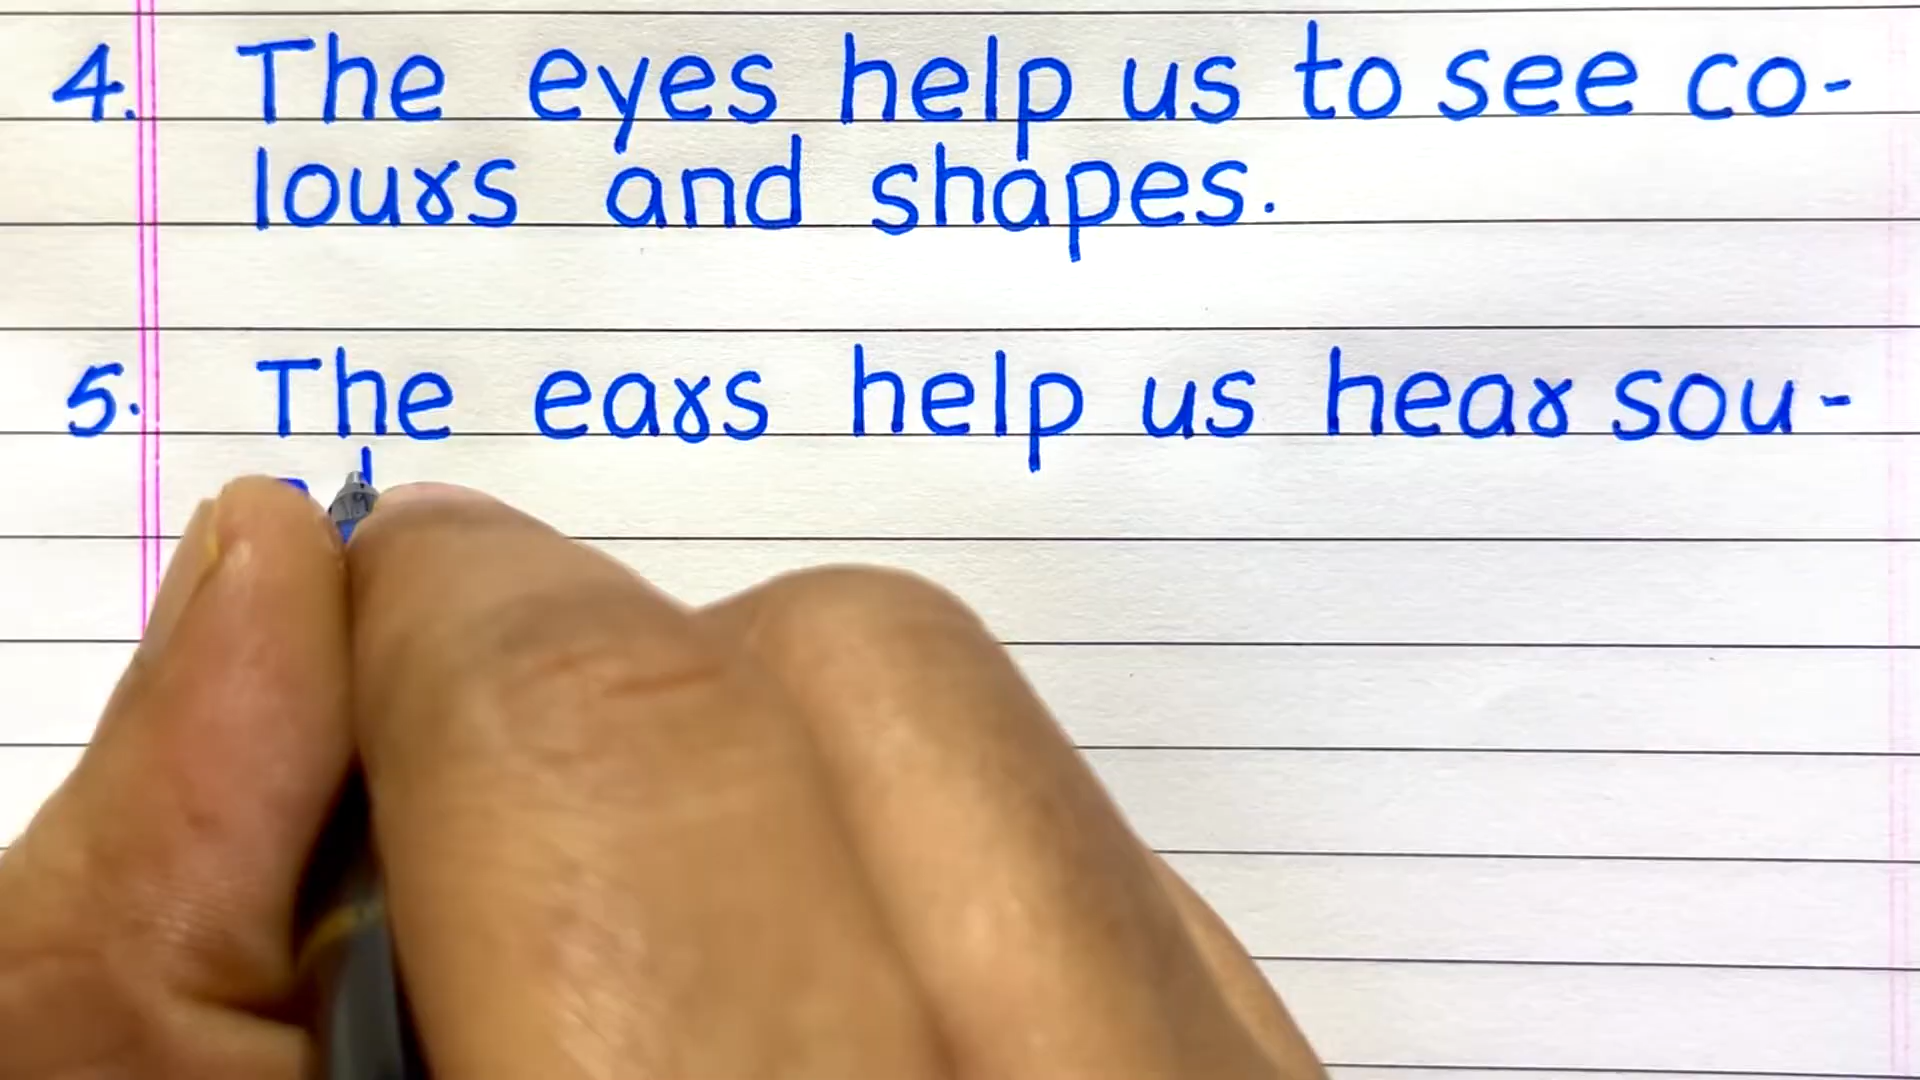 4. The eyes help us to see co-
lours and shapes.
5. The ears help us hear sou-